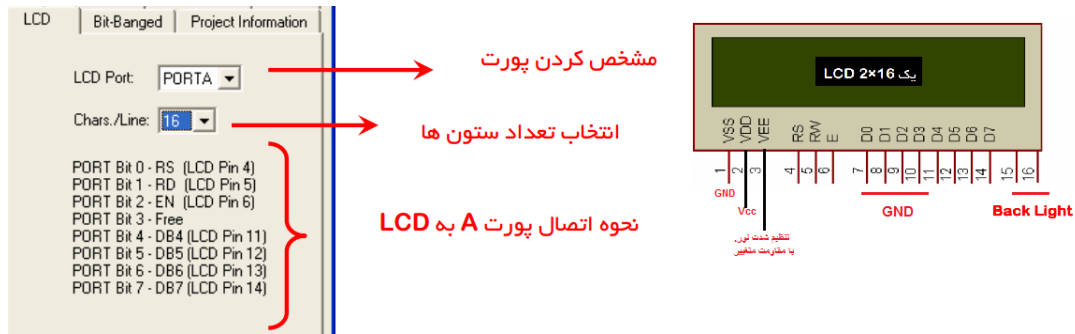 LCD
Bit-Banged
Project Information
LCD Port: PORTA
Chars./Line: 16
PORT Bit 0 - RS (LCD Pin 4)
PORT Bit 1 - RD (LCD Pin 5)
PORT Bit 2 - EN (LCD Pin 6)
PORT Bit 3 - Free
PORT Bit 4 - DB4 (LCD Pin 11)
PORT Bit 5 - DB5 (LCD Pin 12)
PORT Bit 6 - DB6 (LCD Pin 13)
PORT Bit 7 - DB7 (LCD Pin 14)
مشخص کردن پورت
انتخاب تعداد ستون ها
نحوه اتصال پورت A به LCD
یک LCD 2×16
VSS VDD VEE RS RW E D0 D1 D2 D3 D4 D5 D6 D7
1 2 3 4 5 6 7 8 9 10 11 12 13 14 15 16
GND
Vcc
GND
Back Light
تنظیم شدت نور.
با مقاومت متغییر